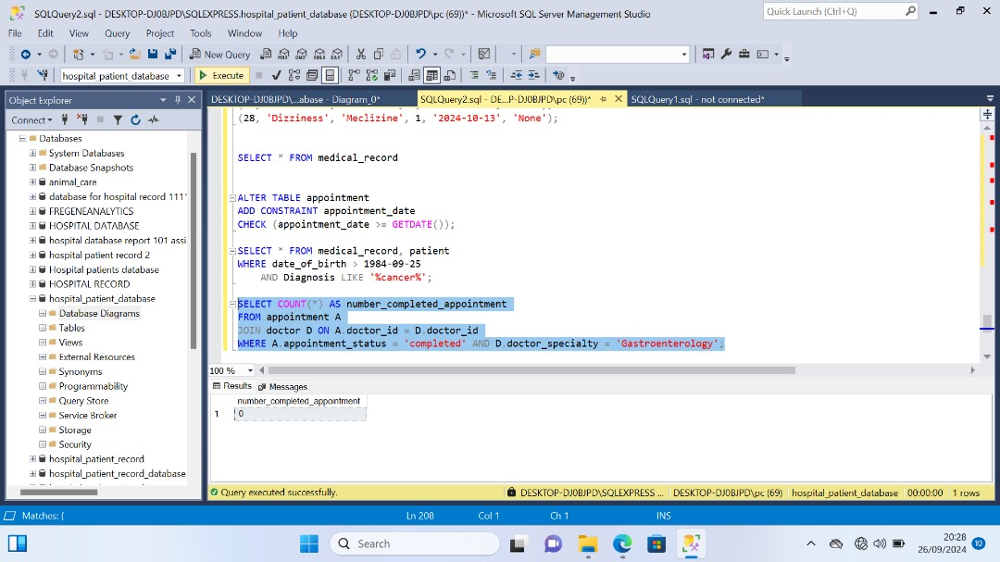 SQLQuery2.sql - DESKTOP-DJ0BJPD\SQLEXPRESS.hospital_patient_database (DESKTOP-DJ0BJPD\pc (69))* - Microsoft SQL Server Management Studio
Quick Launch (Ctrl+Q)
File Edit View Query Project Tools Window Help
New Query
MDX DMX XMLA DAX
hospital_patient_database
Execute
Object Explorer
DESKTOP-DJ0BJPD\...abase - Diagram_0*
SQLQuery2.sql - DE...P-DJ0BJPD\pc (69))*
SQLQuery1.sql - not connected*
Connect
Databases
System Databases
Database Snapshots
animal_care
database for hospital record 1111
FREGENEANALYTICS
HOSPITAL DATABASE
hospital database report 101 assi
hospital patient record 2
Hospital patients database
HOSPITAL RECORD
hospital_patient_database
Database Diagrams
Tables
Views
External Resources
Synonyms
Programmability
Query Store
Service Broker
Storage
Security
hospital_patient_record
hospital_patient_record_database
(28, 'Dizziness', 'Meclizine', 1, '2024-10-13', 'None');
SELECT * FROM medical_record
ALTER TABLE appointment
ADD CONSTRAINT appointment_date
CHECK (appointment_date >= GETDATE());
SELECT * FROM medical_record, patient
WHERE date_of_birth > 1984-09-25
AND Diagnosis LIKE '%cancer%';
SELECT COUNT(*) AS number_completed_appointment
FROM appointment A
JOIN doctor D ON A.doctor_id = D.doctor_id
WHERE A.appointment_status = 'completed' AND D.doctor_specialty = 'Gastroenterology';
100 %
Results Messages
number_completed_appointment
1 0
Query executed successfully.
DESKTOP-DJ0BJPD\SQLEXPRESS ...
DESKTOP-DJ0BJPD\pc (69)
hospital_patient_database
00:00:00
1 rows
Matches: (
Ln 208
Col 1
Ch 1
INS
Search
20:28
26/09/2024
10